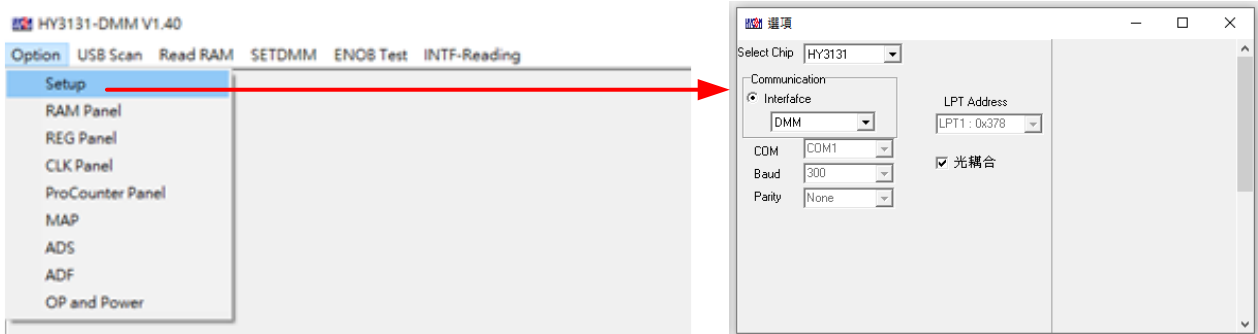 HY3131-DMM V1.40
Option USB Scan Read RAM SETDMM ENOB Test INTF-Reading
Setup
RAM Panel
REG Panel
CLK Panel
ProCounter Panel
MAP
ADS
ADF
OP and Power
選項
Select Chip HY3131
Communication
Interfafce
DMM
LPT Address
LPT1 : 0x378
COM COM1
Baud 300
Parity None
光耦合